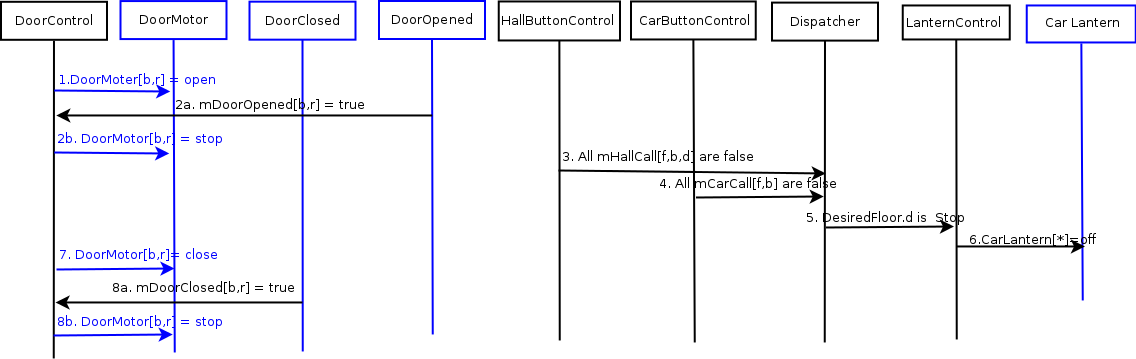 DoorControl DoorMotor DoorClosed DoorOpened HallButtonControl CarButtonControl Dispatcher LanternControl Car Lantern
1.DoorMoter[b,r] = open
2a. mDoorOpened[b,r] = true
2b. DoorMotor[b,r] = stop
3. All mHallCall[f,b,d] are false
4. All mCarCall[f,b] are false
5. DesiredFloor.d is Stop
6.CarLantern[*]=off
7. DoorMotor[b,r]= close
8a. mDoorClosed[b,r] = true
8b. DoorMotor[b,r] = stop